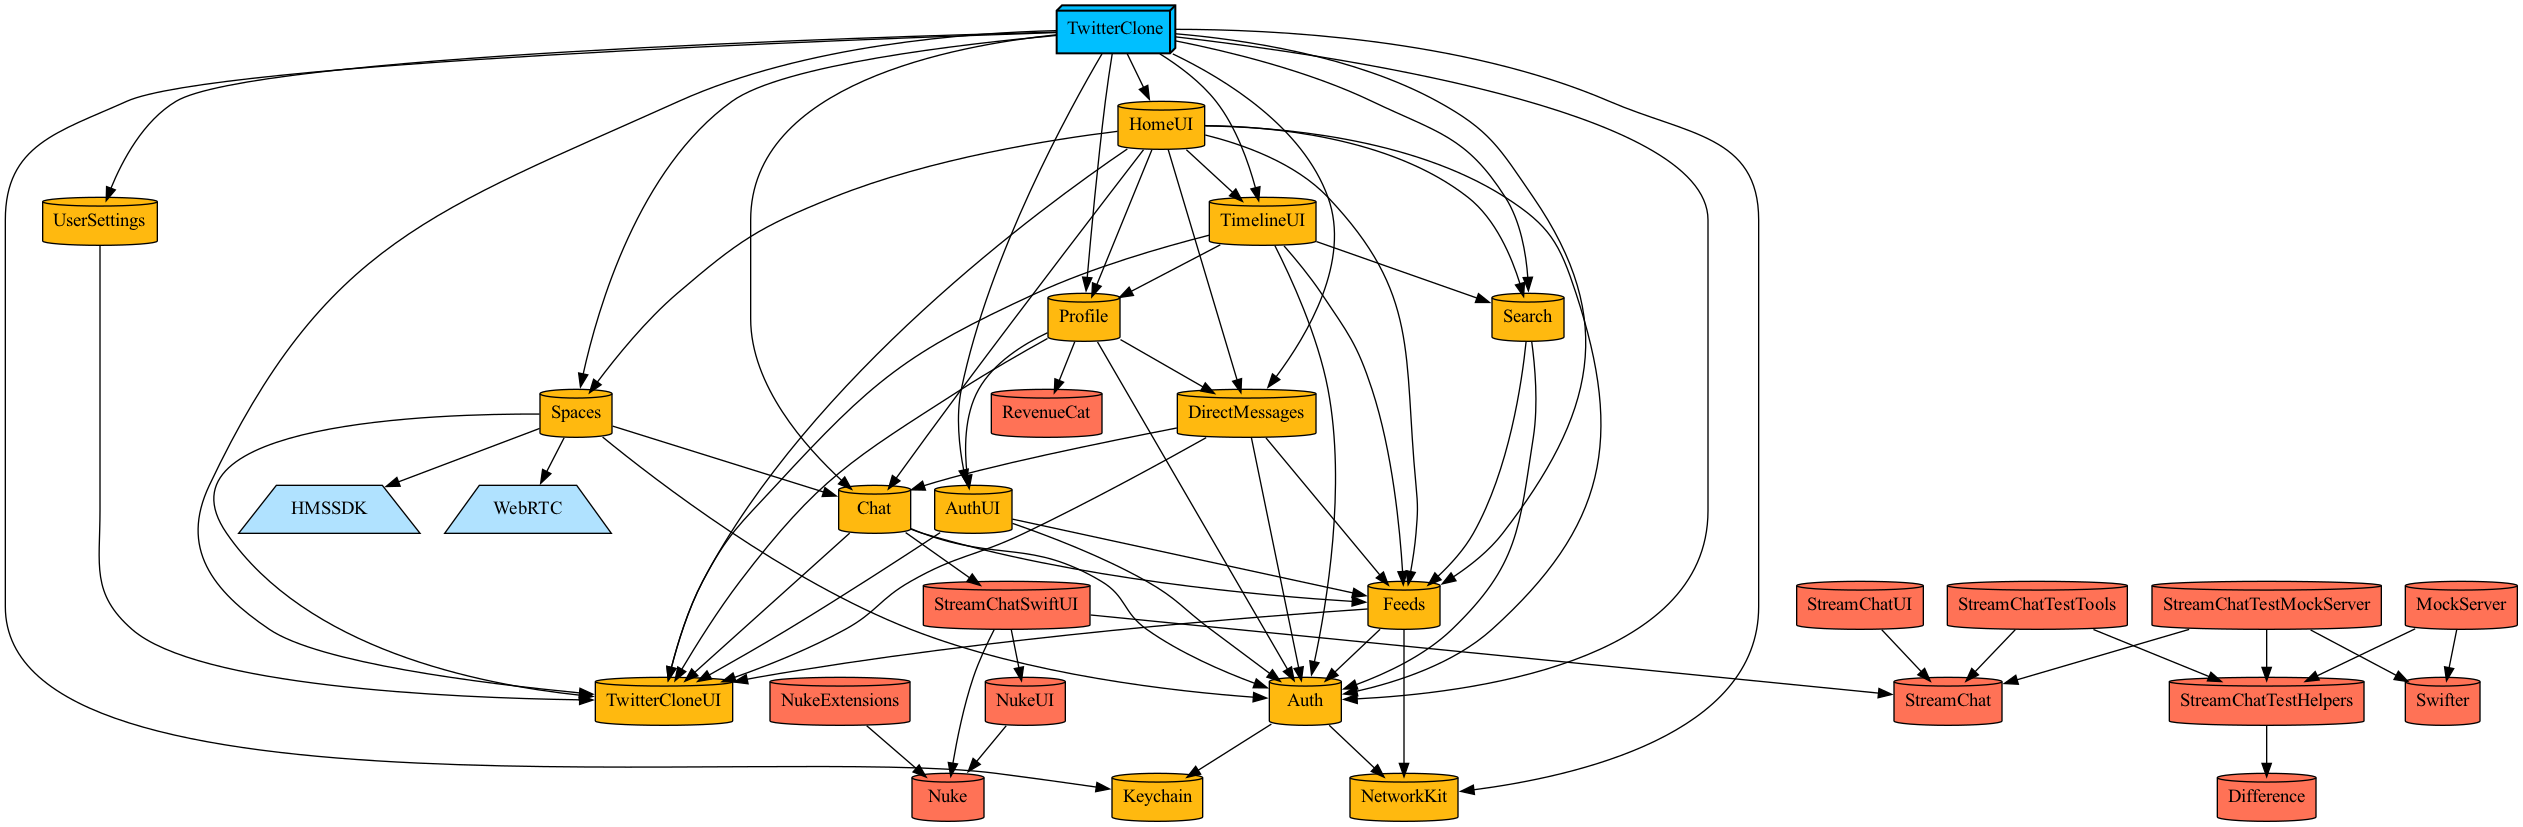 TwitterClone
HomeUI
UserSettings
TimelineUI
Profile
Search
Spaces
RevenueCat
DirectMessages
HMSSDK
WebRTC
Chat
AuthUI
StreamChatSwiftUI
Feeds
StreamChatUI
StreamChatTestTools
StreamChatTestMockServer
MockServer
TwitterCloneUI
NukeExtensions
NukeUI
Auth
StreamChat
StreamChatTestHelpers
Swifter
Nuke
Keychain
NetworkKit
Difference